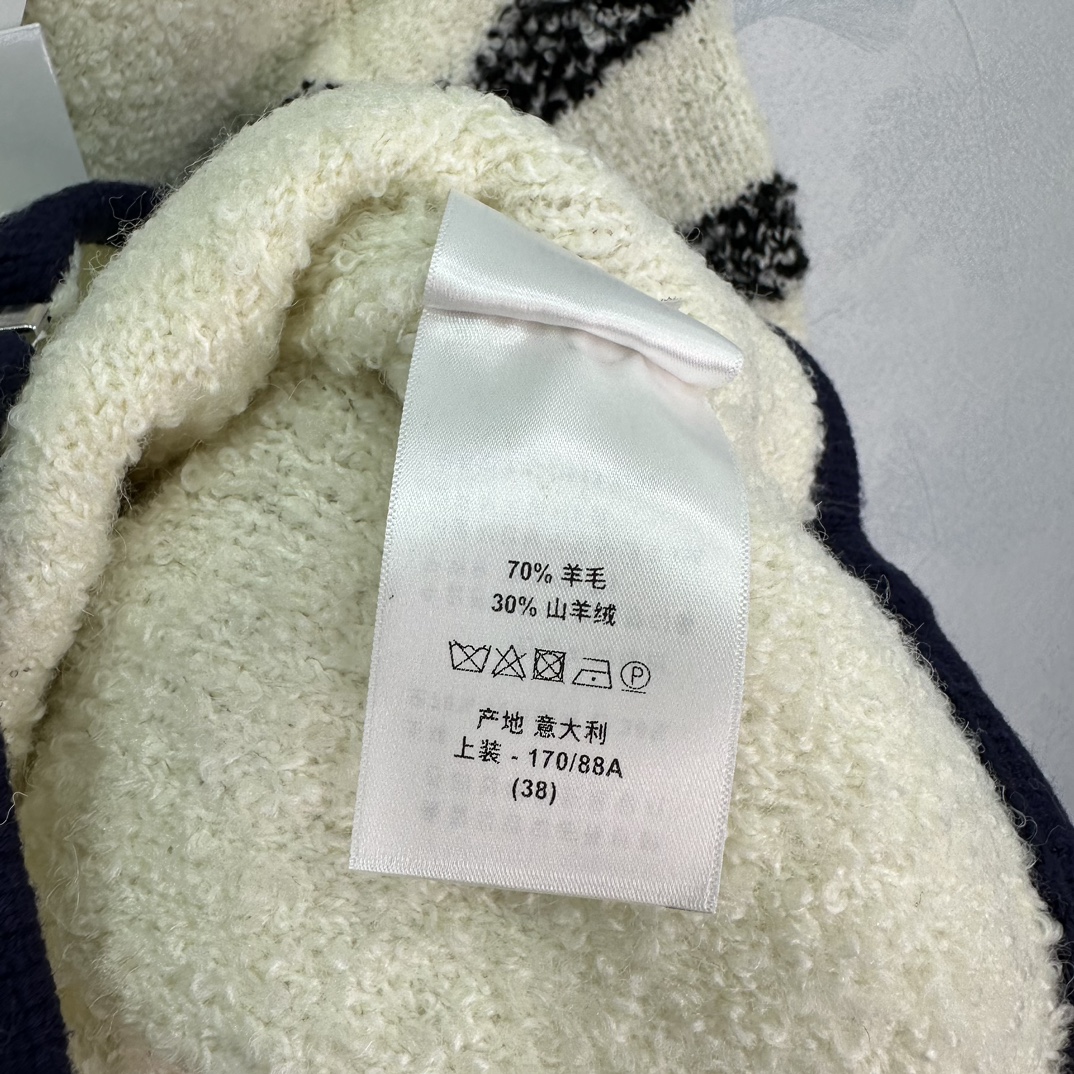 70% 羊毛
30% 山羊绒
P
产地 意大利
上装 - 170/88A
(38)